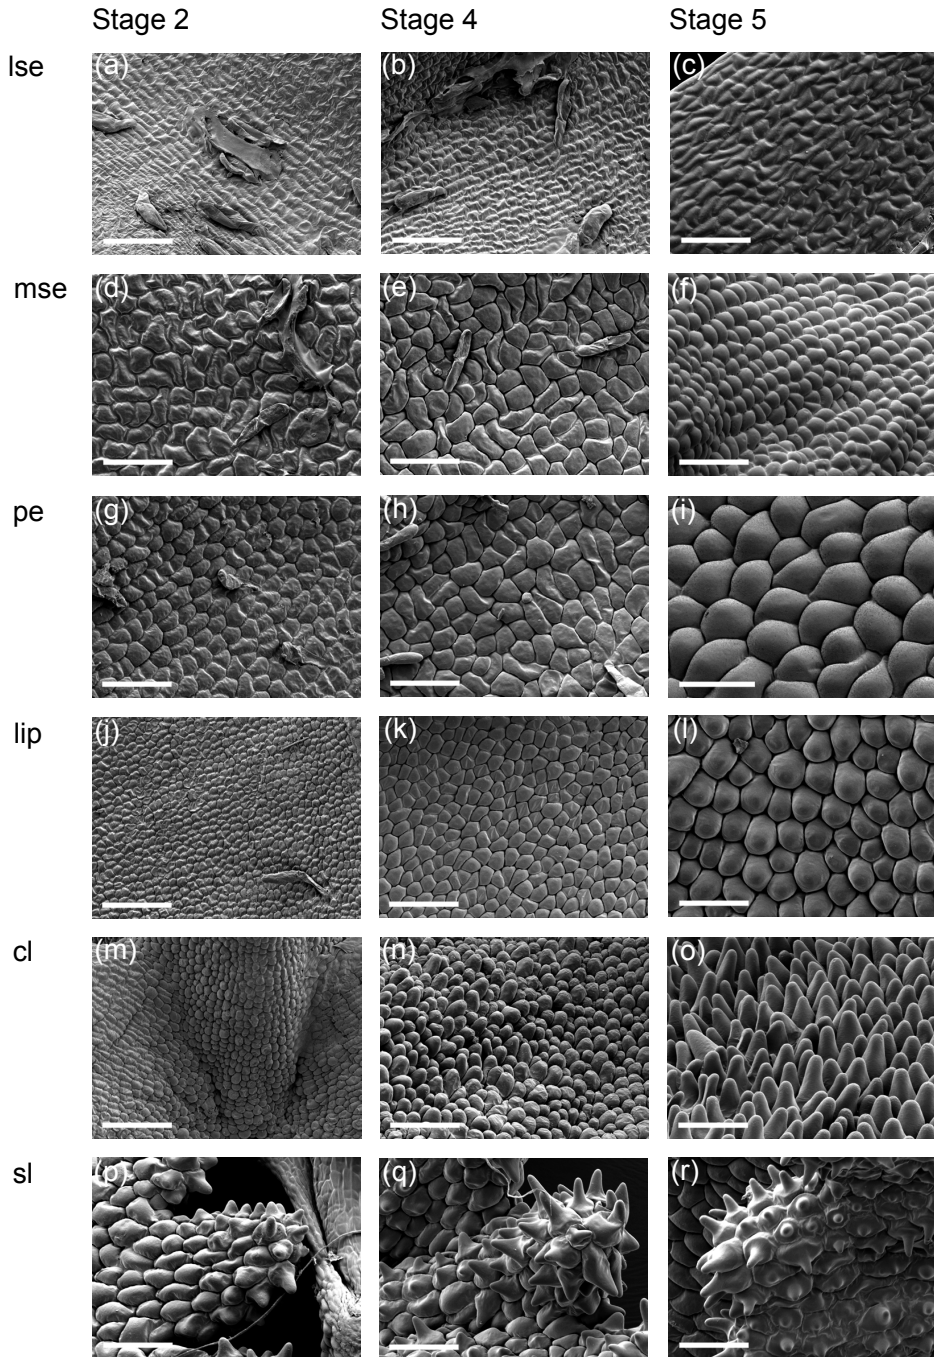 Stage 2 Stage 4 Stage 5
lse (a) (b) (c)
mse (d) (e) (f)
pe (g) (h) (i)
lip (j) (k) (l)
cl (m) (n) (o)
sl (p) (q) (r)